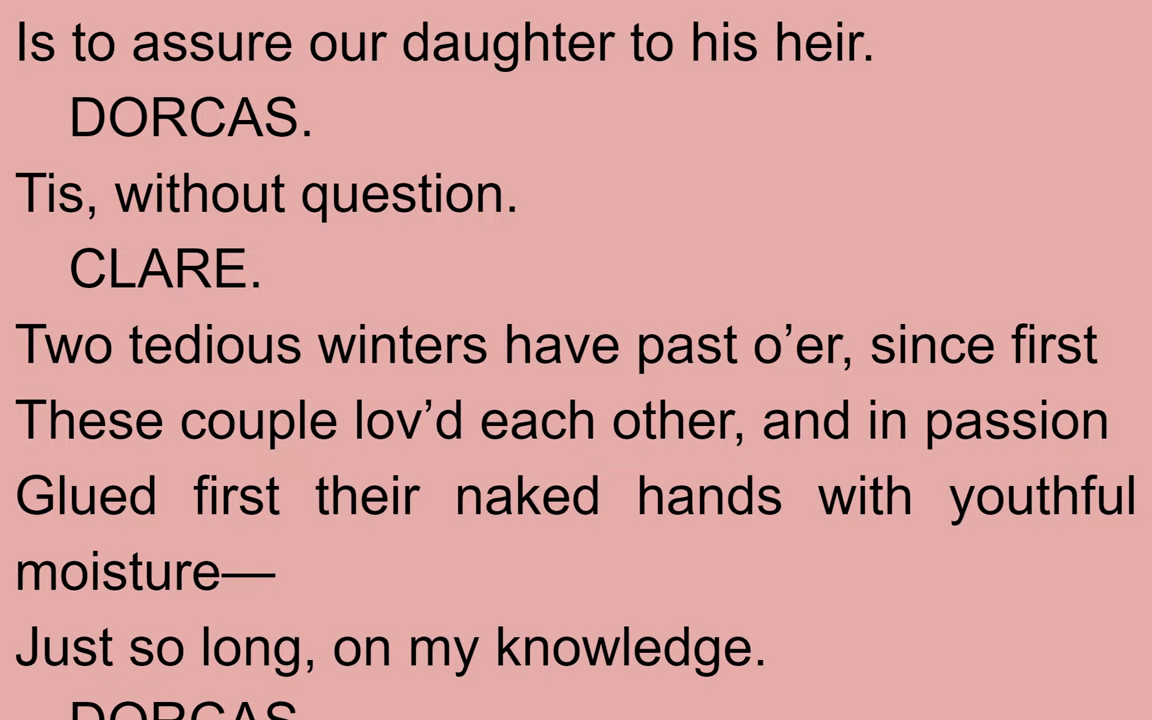 Is to assure our daughter to his heir.
DORCAS.
Tis, without question.
CLARE.
Two tedious winters have past o’er, since first
These couple lov’d each other, and in passion
Glued first their naked hands with youthful
moisture—
Just so long, on my knowledge.
DORCAS.